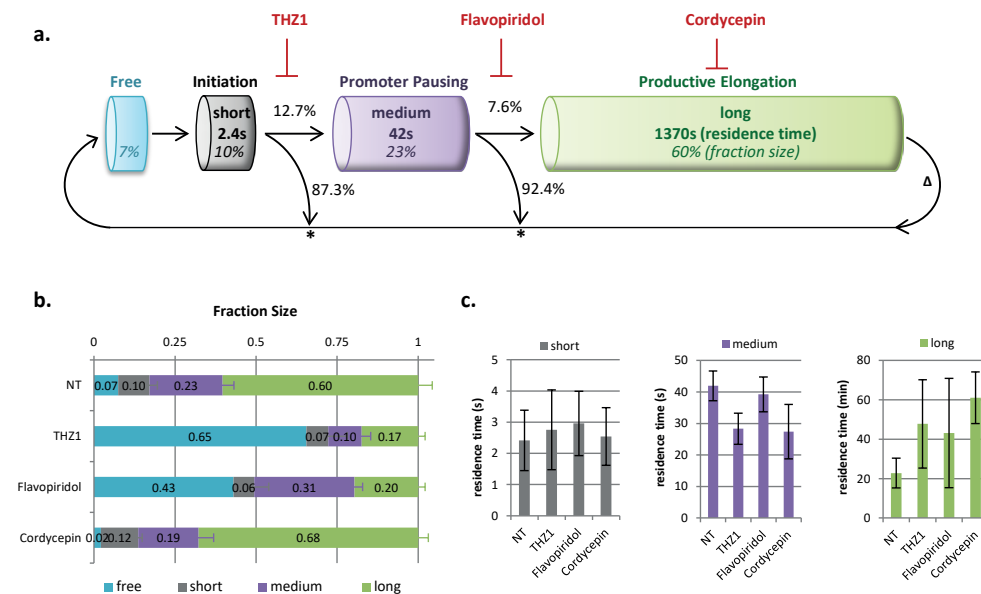 a.
THZ1
Flavopiridol
Cordycepin
Free
Initiation
Promoter Pausing
Productive Elongation
7%
short
2.4s
10%
12.7%
87.3%
medium
42s
23%
7.6%
92.4%
long
1370s (residence time)
60% (fraction size)
Δ
*
*
b.
Fraction Size
0 0.25 0.5 0.75 1
NT 0.07 0.10 0.23 0.60
THZ1 0.65 0.07 0.10 0.17
Flavopiridol 0.43 0.06 0.31 0.20
Cordycepin 0.02 0.12 0.19 0.68
free short medium long
c.
short
residence time (s)
5
4
3
2
1
0
NT THZ1 Flavopiridol Cordycepin
medium
residence time (s)
50
40
30
20
10
0
NT THZ1 Flavopiridol Cordycepin
long
residence time (min)
80
60
40
20
0
NT THZ1 Flavopiridol Cordycepin